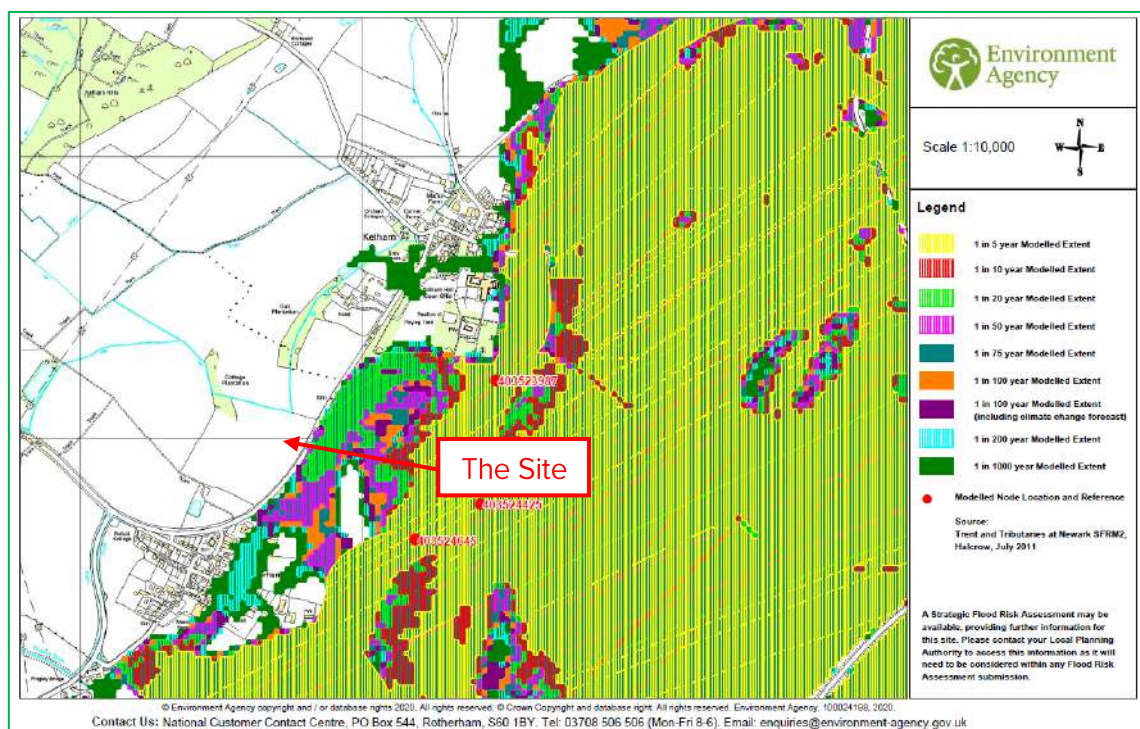 Environment
Agency
Scale 1:10,000
N
W
E
S
Legend
1 in 5 year Modelled Extent
1 in 10 year Modelled Extent
1 in 20 year Modelled Extent
1 in 50 year Modelled Extent
1 in 75 year Modelled Extent
1 in 100 year Modelled Extent
1 in 100 year Modelled Extent
(including climate change forecast)
1 in 200 year Modelled Extent
1 in 1000 year Modelled Extent
Modelled Node Location and Reference
Source:
Trent and Tributaries at Newark SFRM2,
Halcrow, July 2011
A Strategic Flood Risk Assessment may be
available, providing further information for
this site. Please contact your Local Planning
Authority to access this information as it will
need to be considered within any Flood Risk
Assessment submission.
Kelham
Cottage
Plantation
403523987
The Site
403524425
403524645
© Environment Agency copyright and / or database rights 2020. All rights reserved. © Crown Copyright and database right. All rights reserved. Environment Agency, 100024198, 2020.
Contact Us: National Customer Contact Centre, PO Box 544, Rotherham, S60 1BY. Tel: 03708 506 506 (Mon-Fri 8-6). Email: enquiries@environment-agency.gov.uk